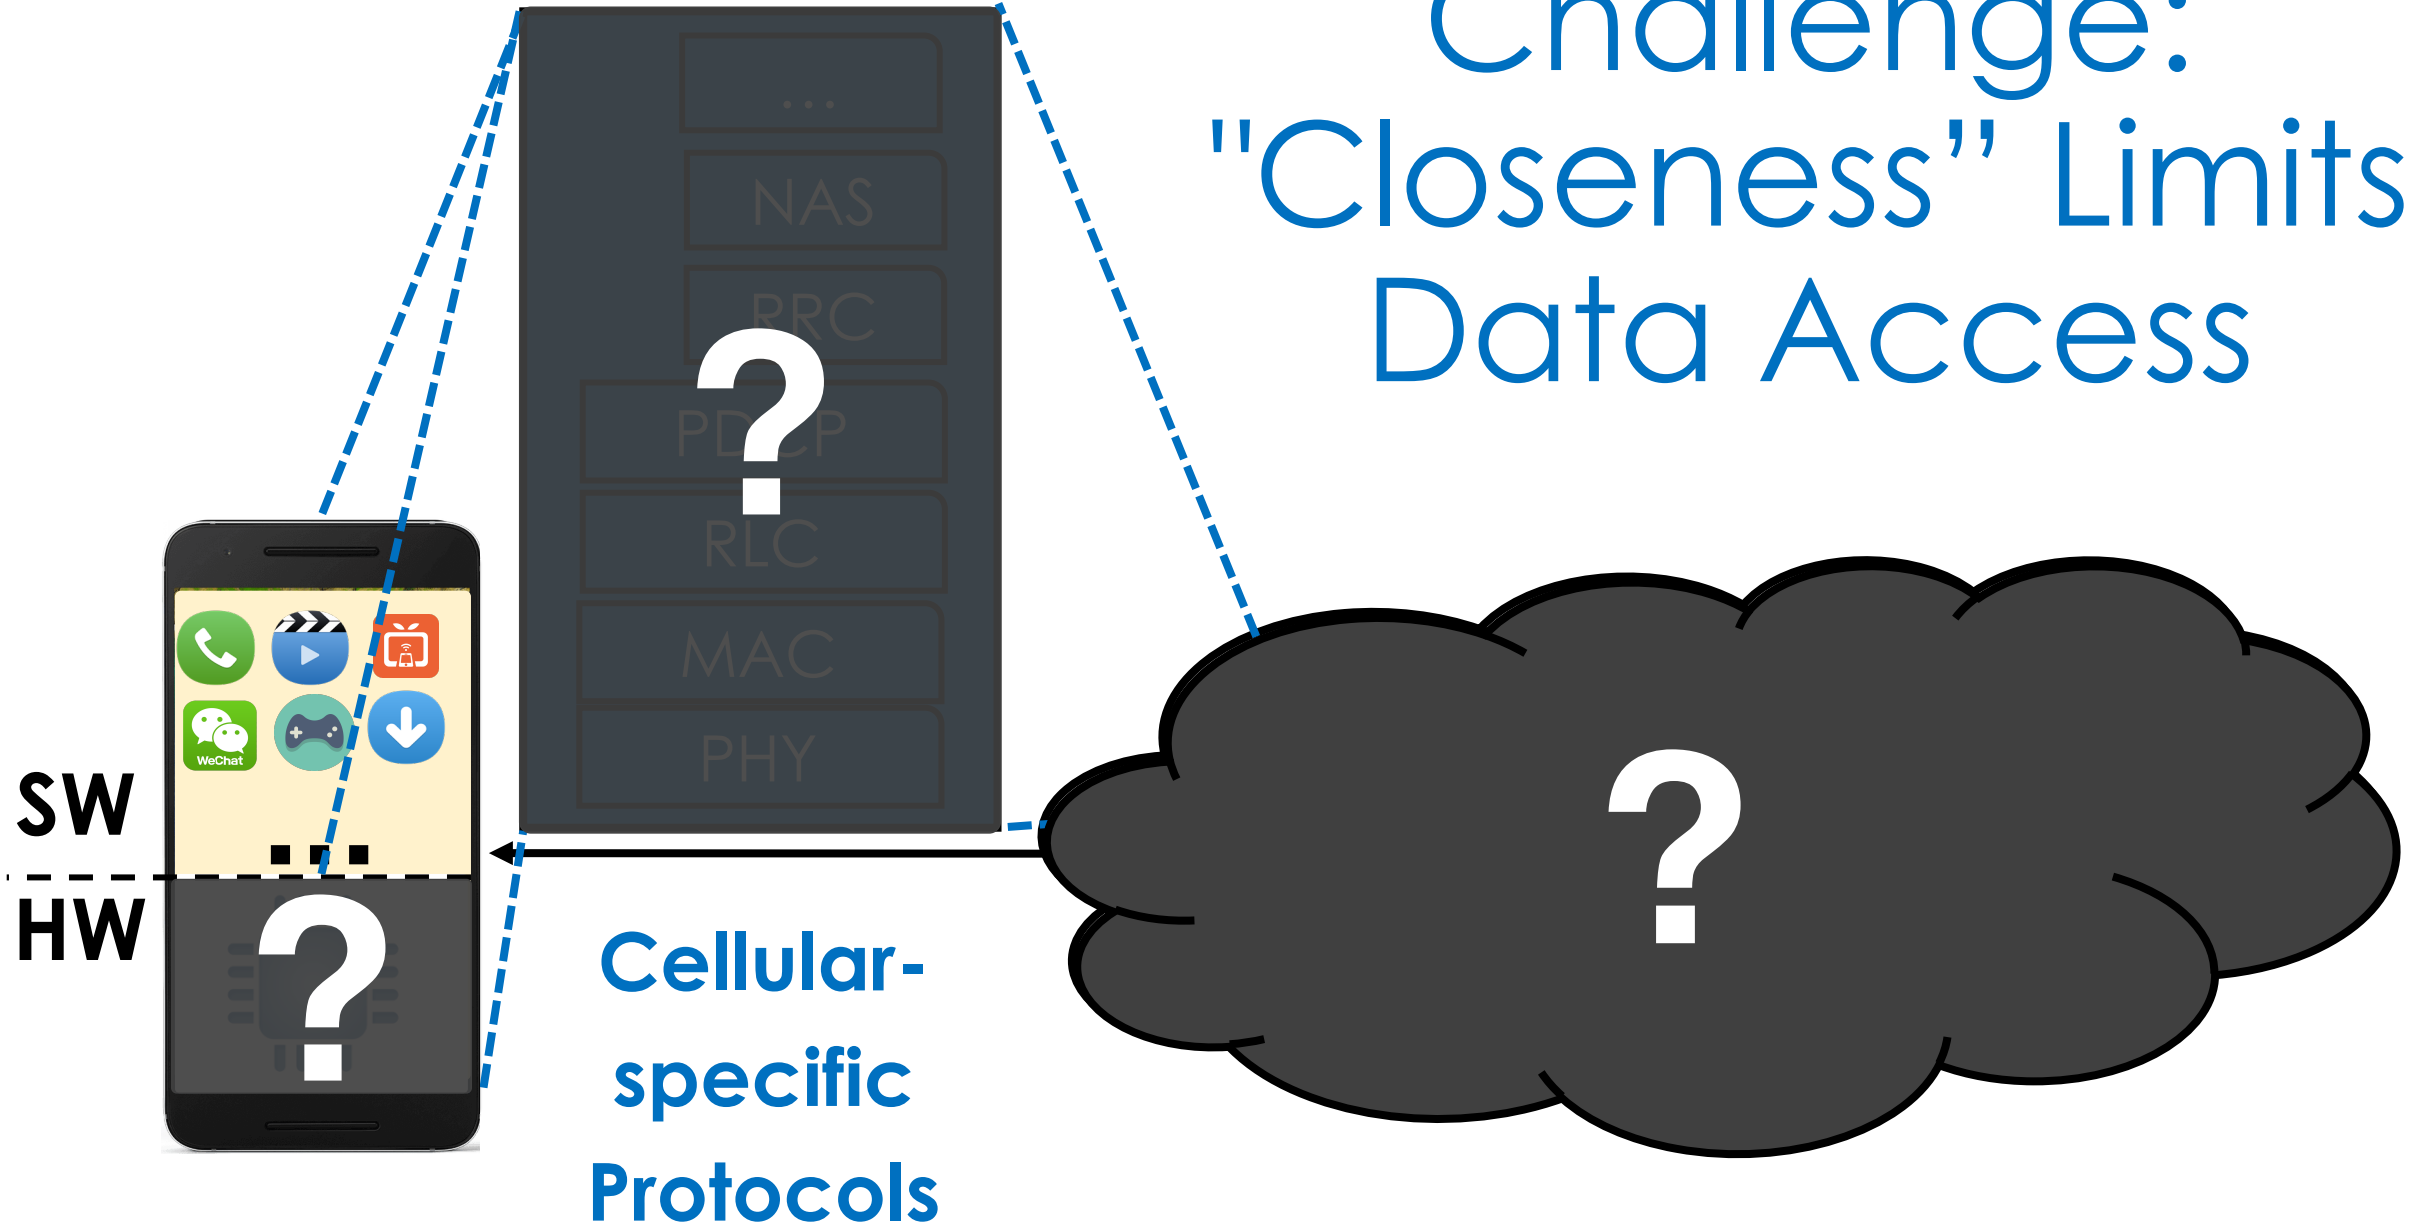 Challenge:
"Closeness” Limits
Data Access
...
NAS
RRC
?
PDCP
RLC
MAC
PHY
WeChat
SW
HW
?
?
Cellular-
specific
Protocols